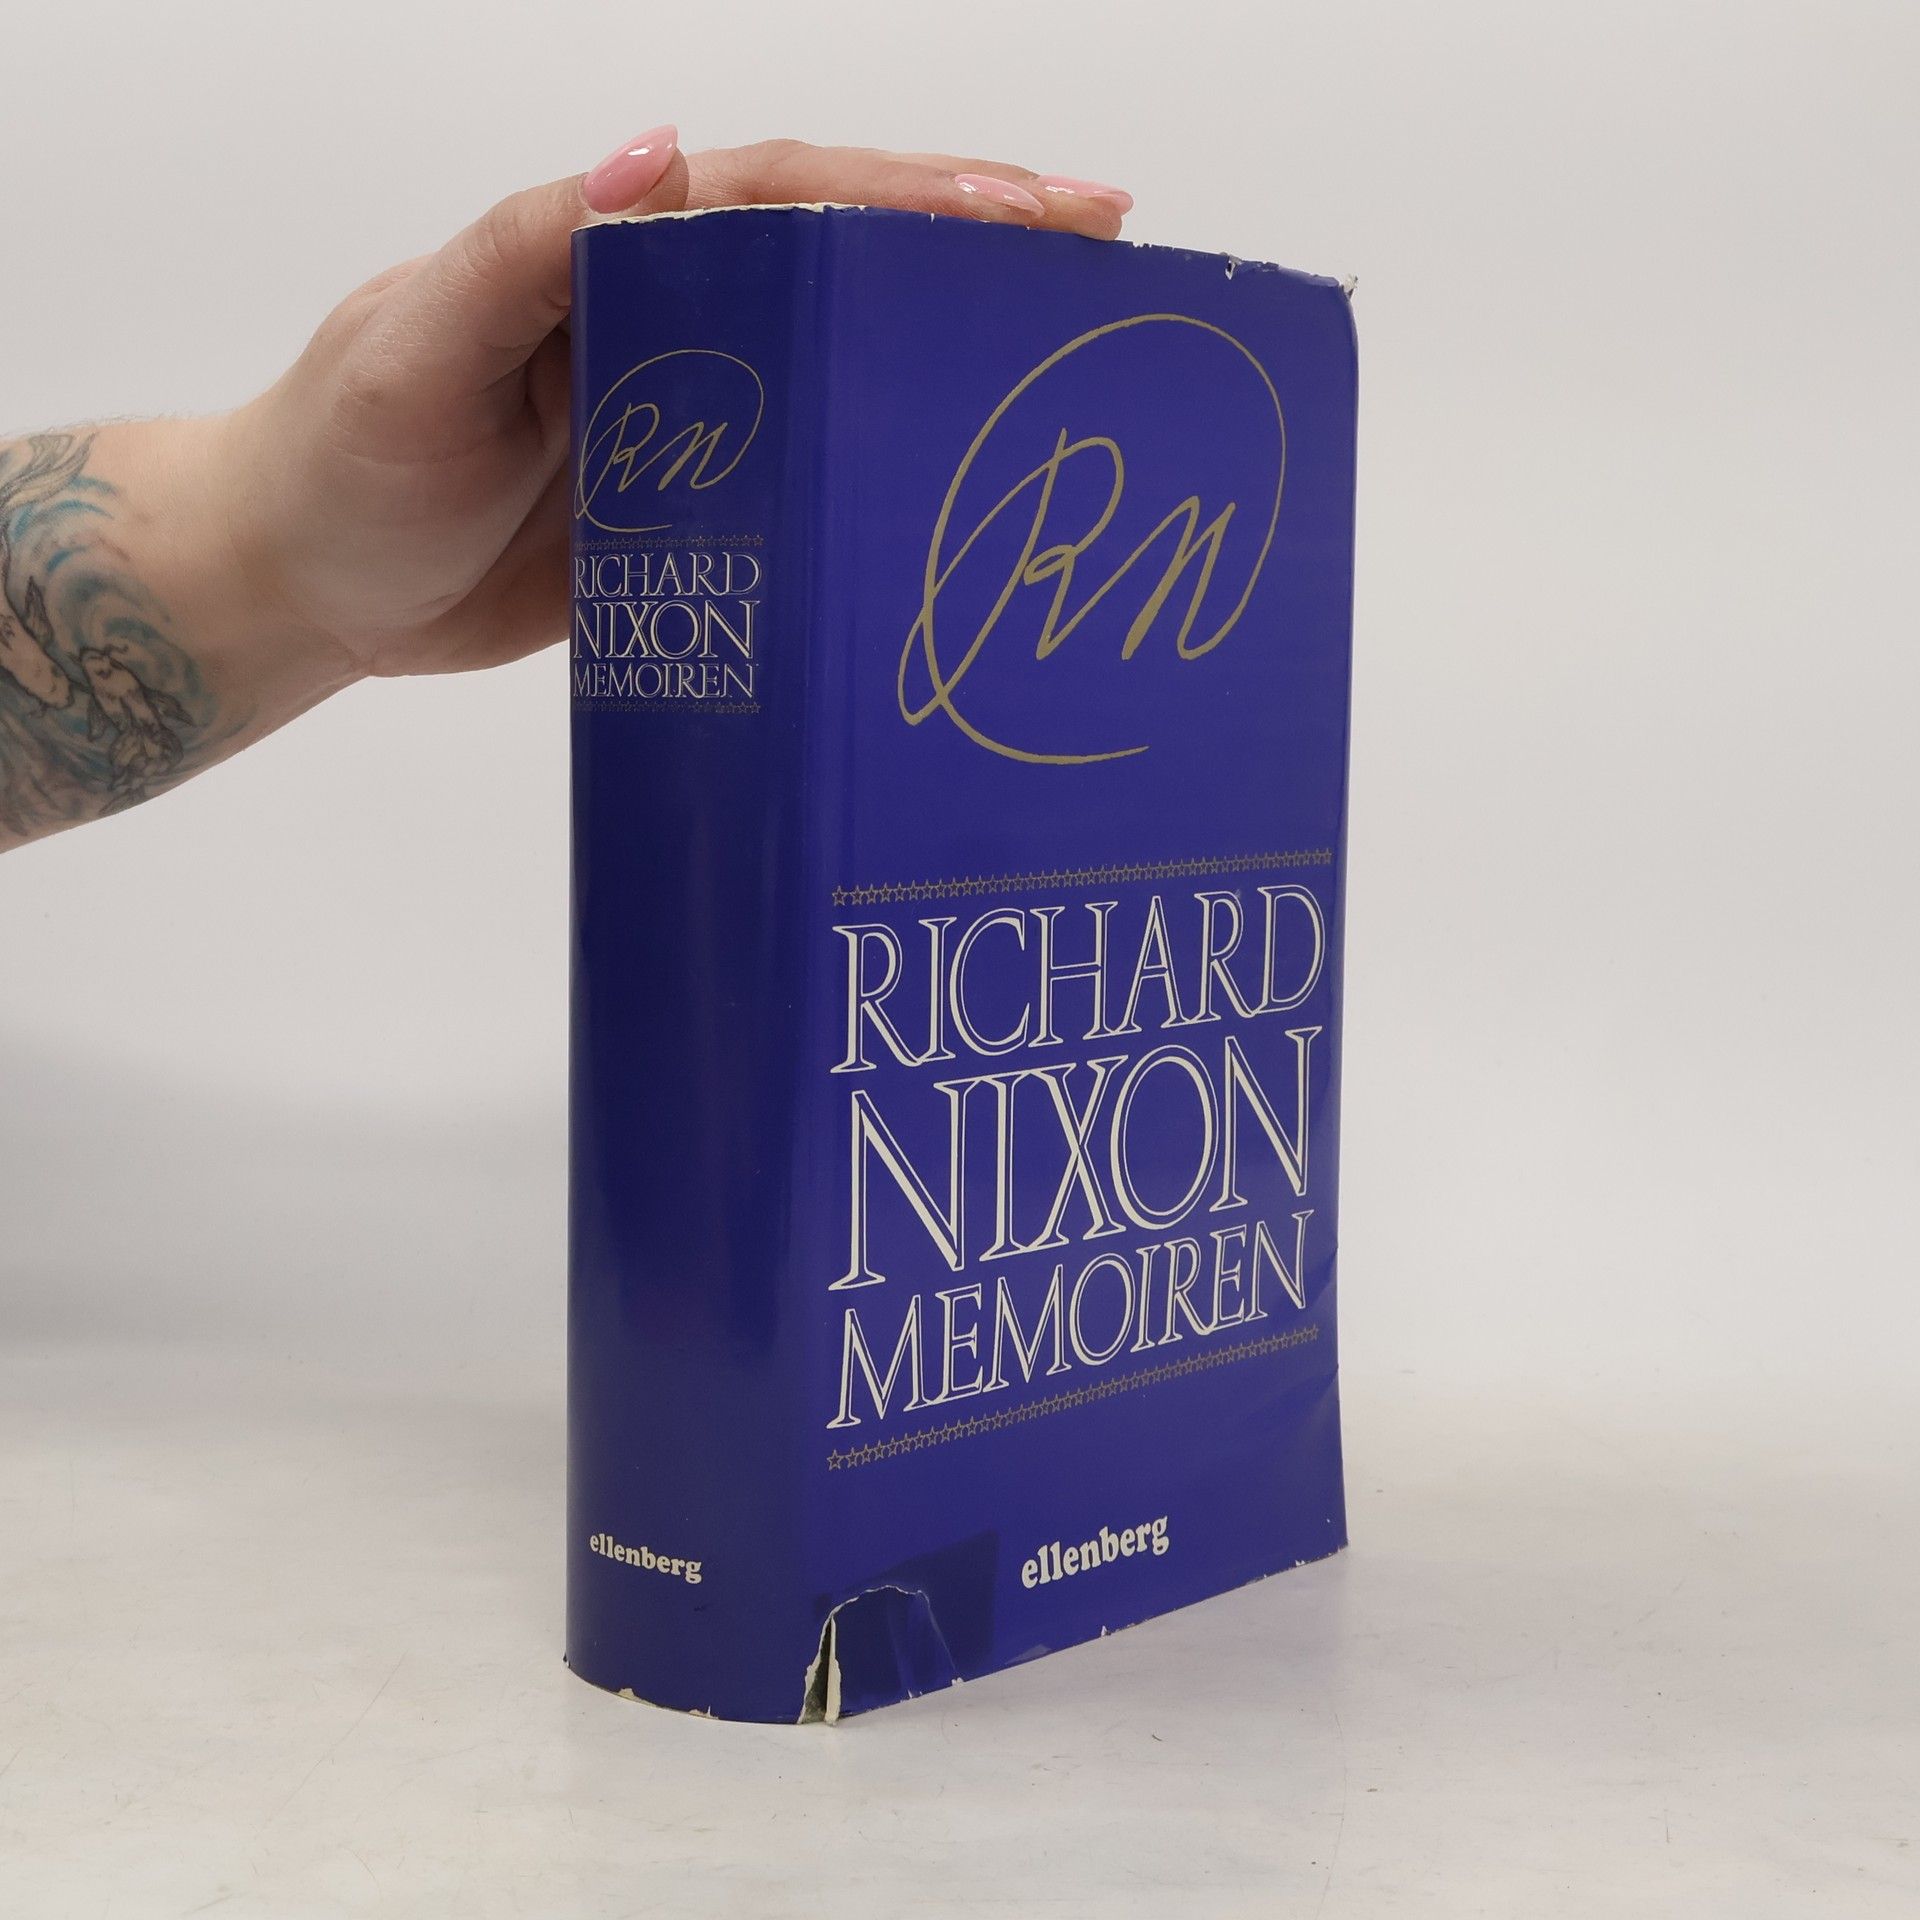 Rn
RICHARD
NIXON
MEMOIREN
ellenberg
Rn
RICHARD
NIXON
MEMOIREN
ellenberg